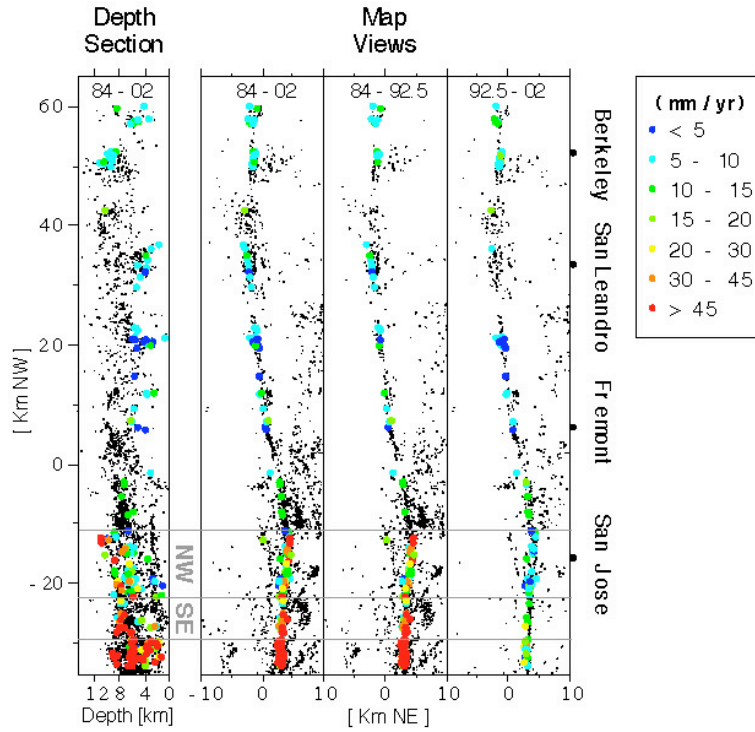 Depth Section
Map Views
84 - 02
84 - 02
84 - 92.5
92.5 - 02
60
40
20
0
- 20
[ Km NW ]
NW
SE
12 8 4 0
Depth [km]
- 10 0 10 0 10 0 10
[ Km NE ]
Berkeley
San Leandro
Fremont
San Jose
( mm / yr )
< 5
5 - 10
10 - 15
15 - 20
20 - 30
30 - 45
> 45